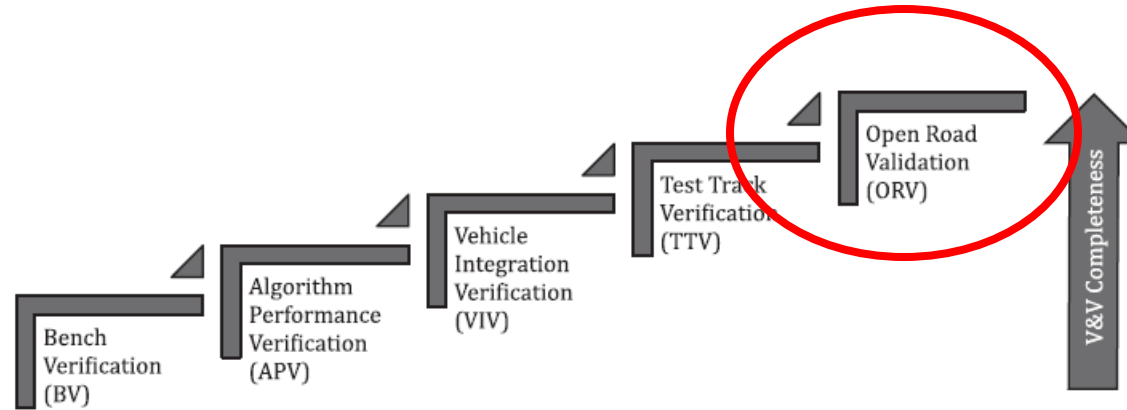 Bench
Verification
(BV)
Algorithm
Performance
Verification
(APV)
Vehicle
Integration
Verification
(VIV)
Test Track
Verification
(TTV)
Open Road
Validation
(ORV)
V&V Completeness